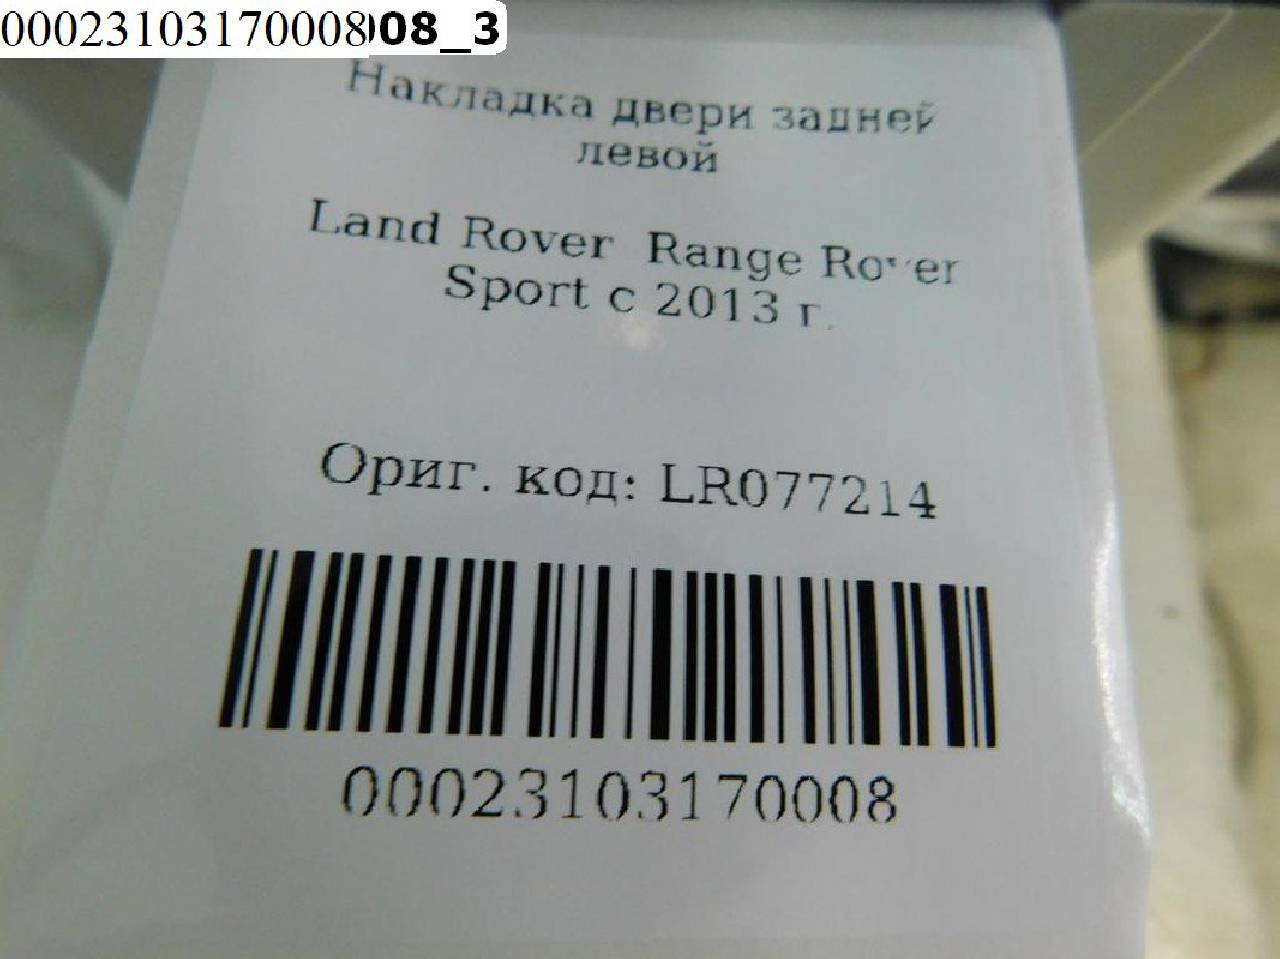 00023103170008 08_3
Накладка двери задней
левой
Land Rover Range Rover
Sport с 2013 г.
Ориг. код: LR077214
00023103170008